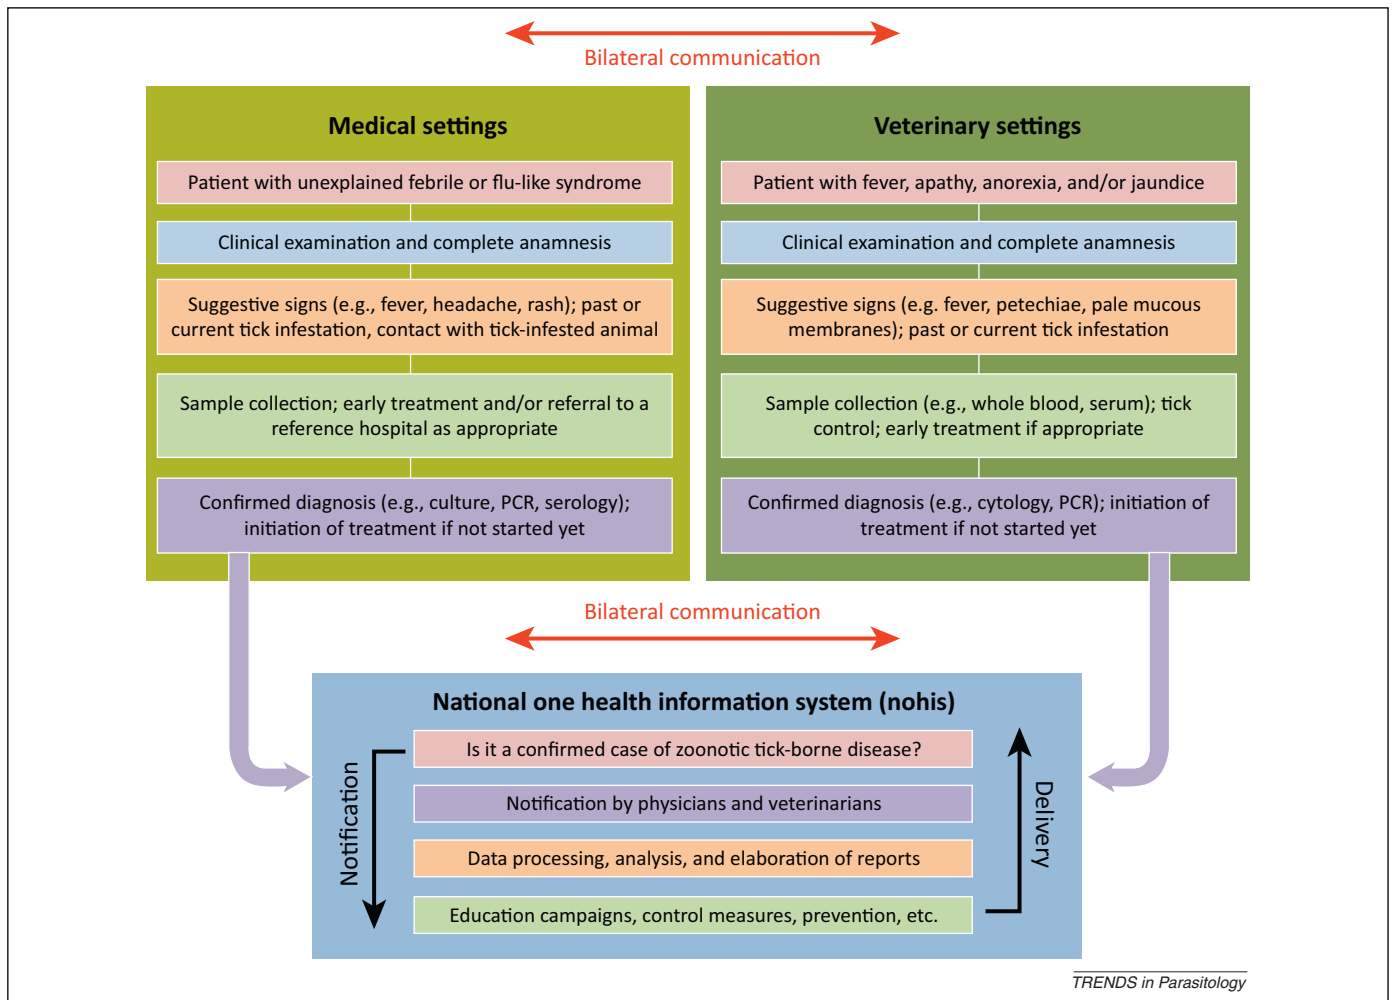 Bilateral communication
Medical settings
Patient with unexplained febrile or flu-like syndrome
Clinical examination and complete anamnesis
Suggestive signs (e.g., fever, headache, rash); past or
current tick infestation, contact with tick-infested animal
Sample collection; early treatment and/or referral to a
reference hospital as appropriate
Confirmed diagnosis (e.g., culture, PCR, serology);
initiation of treatment if not started yet
Veterinary settings
Patient with fever, apathy, anorexia, and/or jaundice
Clinical examination and complete anamnesis
Suggestive signs (e.g. fever, petechiae, pale mucous
membranes); past or current tick infestation
Sample collection (e.g., whole blood, serum); tick
control; early treatment if appropriate
Confirmed diagnosis (e.g., cytology, PCR); initiation of
treatment if not started yet
Bilateral communication
National one health information system (nohis)
Notification
Is it a confirmed case of zoonotic tick-borne disease?
Notification by physicians and veterinarians
Data processing, analysis, and elaboration of reports
Education campaigns, control measures, prevention, etc.
Delivery
TRENDS in Parasitology